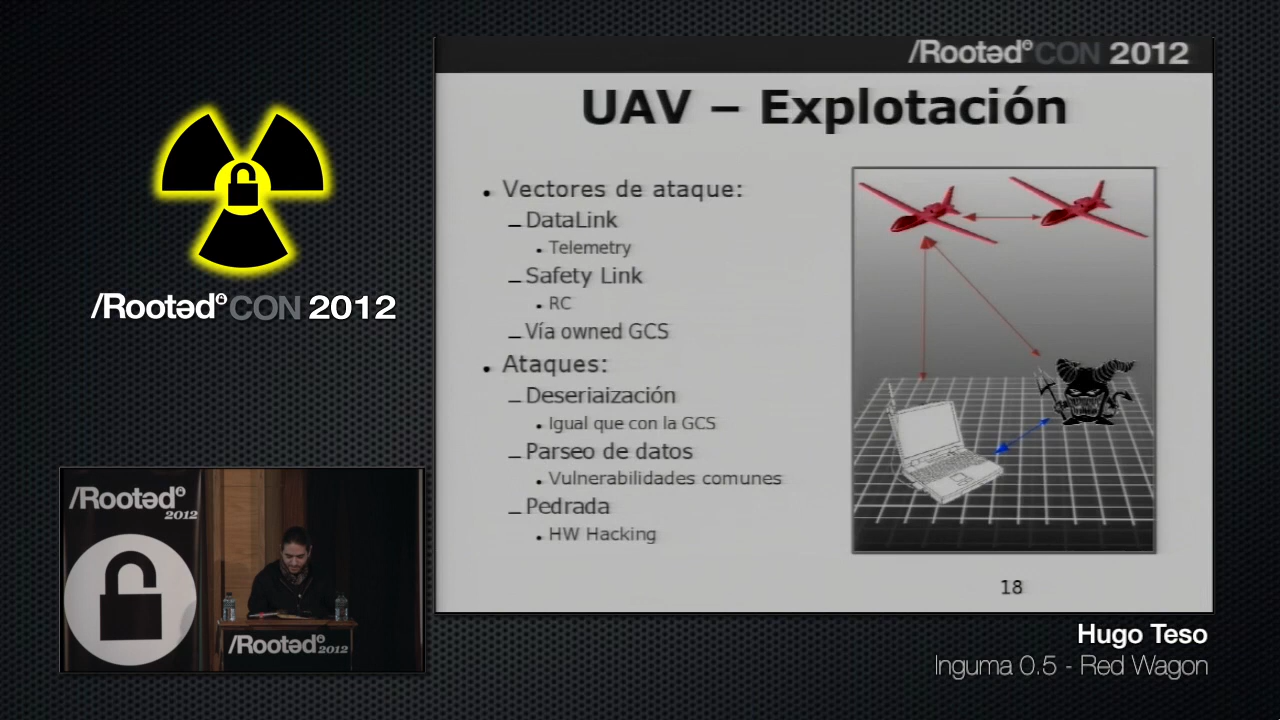 /Rootəd CON 2012
UAV – Explotación
• Vectores de ataque:
– DataLink
• Telemetry
– Safety Link
• RC
– Vía owned GCS
• Ataques:
– Deseriaización
• Igual que con la GCS
– Parseo de datos
• Vulnerabilidades comunes
– Pedrada
• HW Hacking
18
/Rootəd CON 2012
/Rootəd
2012
/Rootəd 2012
Hugo Teso
Inguma 0.5 - Red Wagon